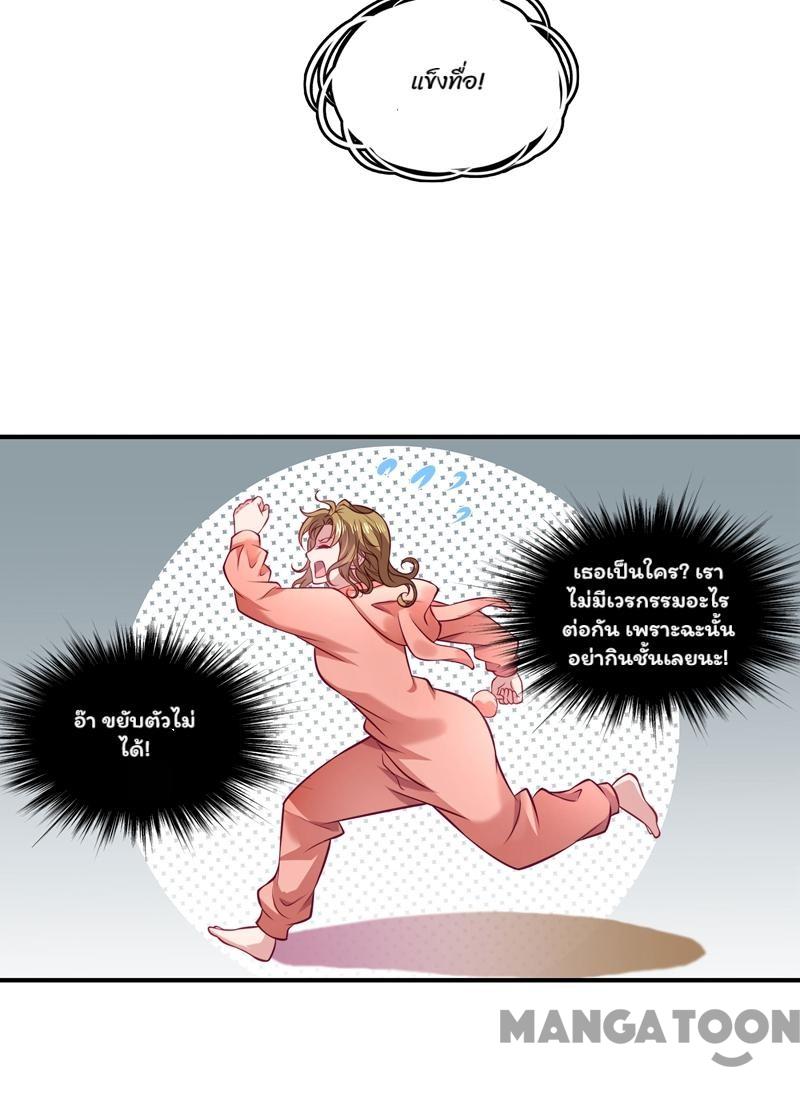 แข็งทื่อ!
เธอเป็นใคร? เรา
ไม่มีเวรกรรมอะไร
ต่อกัน เพราะฉะนั้น
อย่ากินชั้นเลยนะ!
อ๊า ขยับตัวไม่
ได้!
MANGATOON